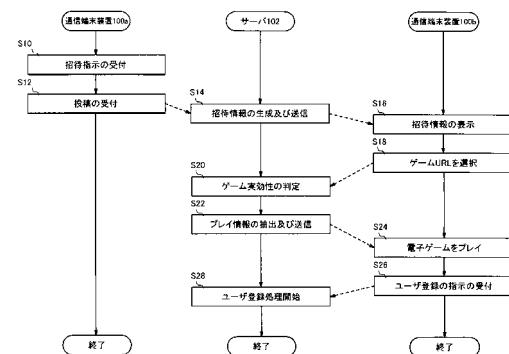 通信端末装置100a
サーバ102
通信端末装置100b
S10
招待指示の受付
S12
投稿の受付
S14
招待情報の生成及び送信
S16
招待情報の表示
S18
ゲームURLを選択
S20
ゲーム実効性の判定
S22
プレイ情報の抽出及び送信
S24
電子ゲームをプレイ
S26
ユーザ登録の指示の受付
S28
ユーザ登録処理開始
終了
終了
終了